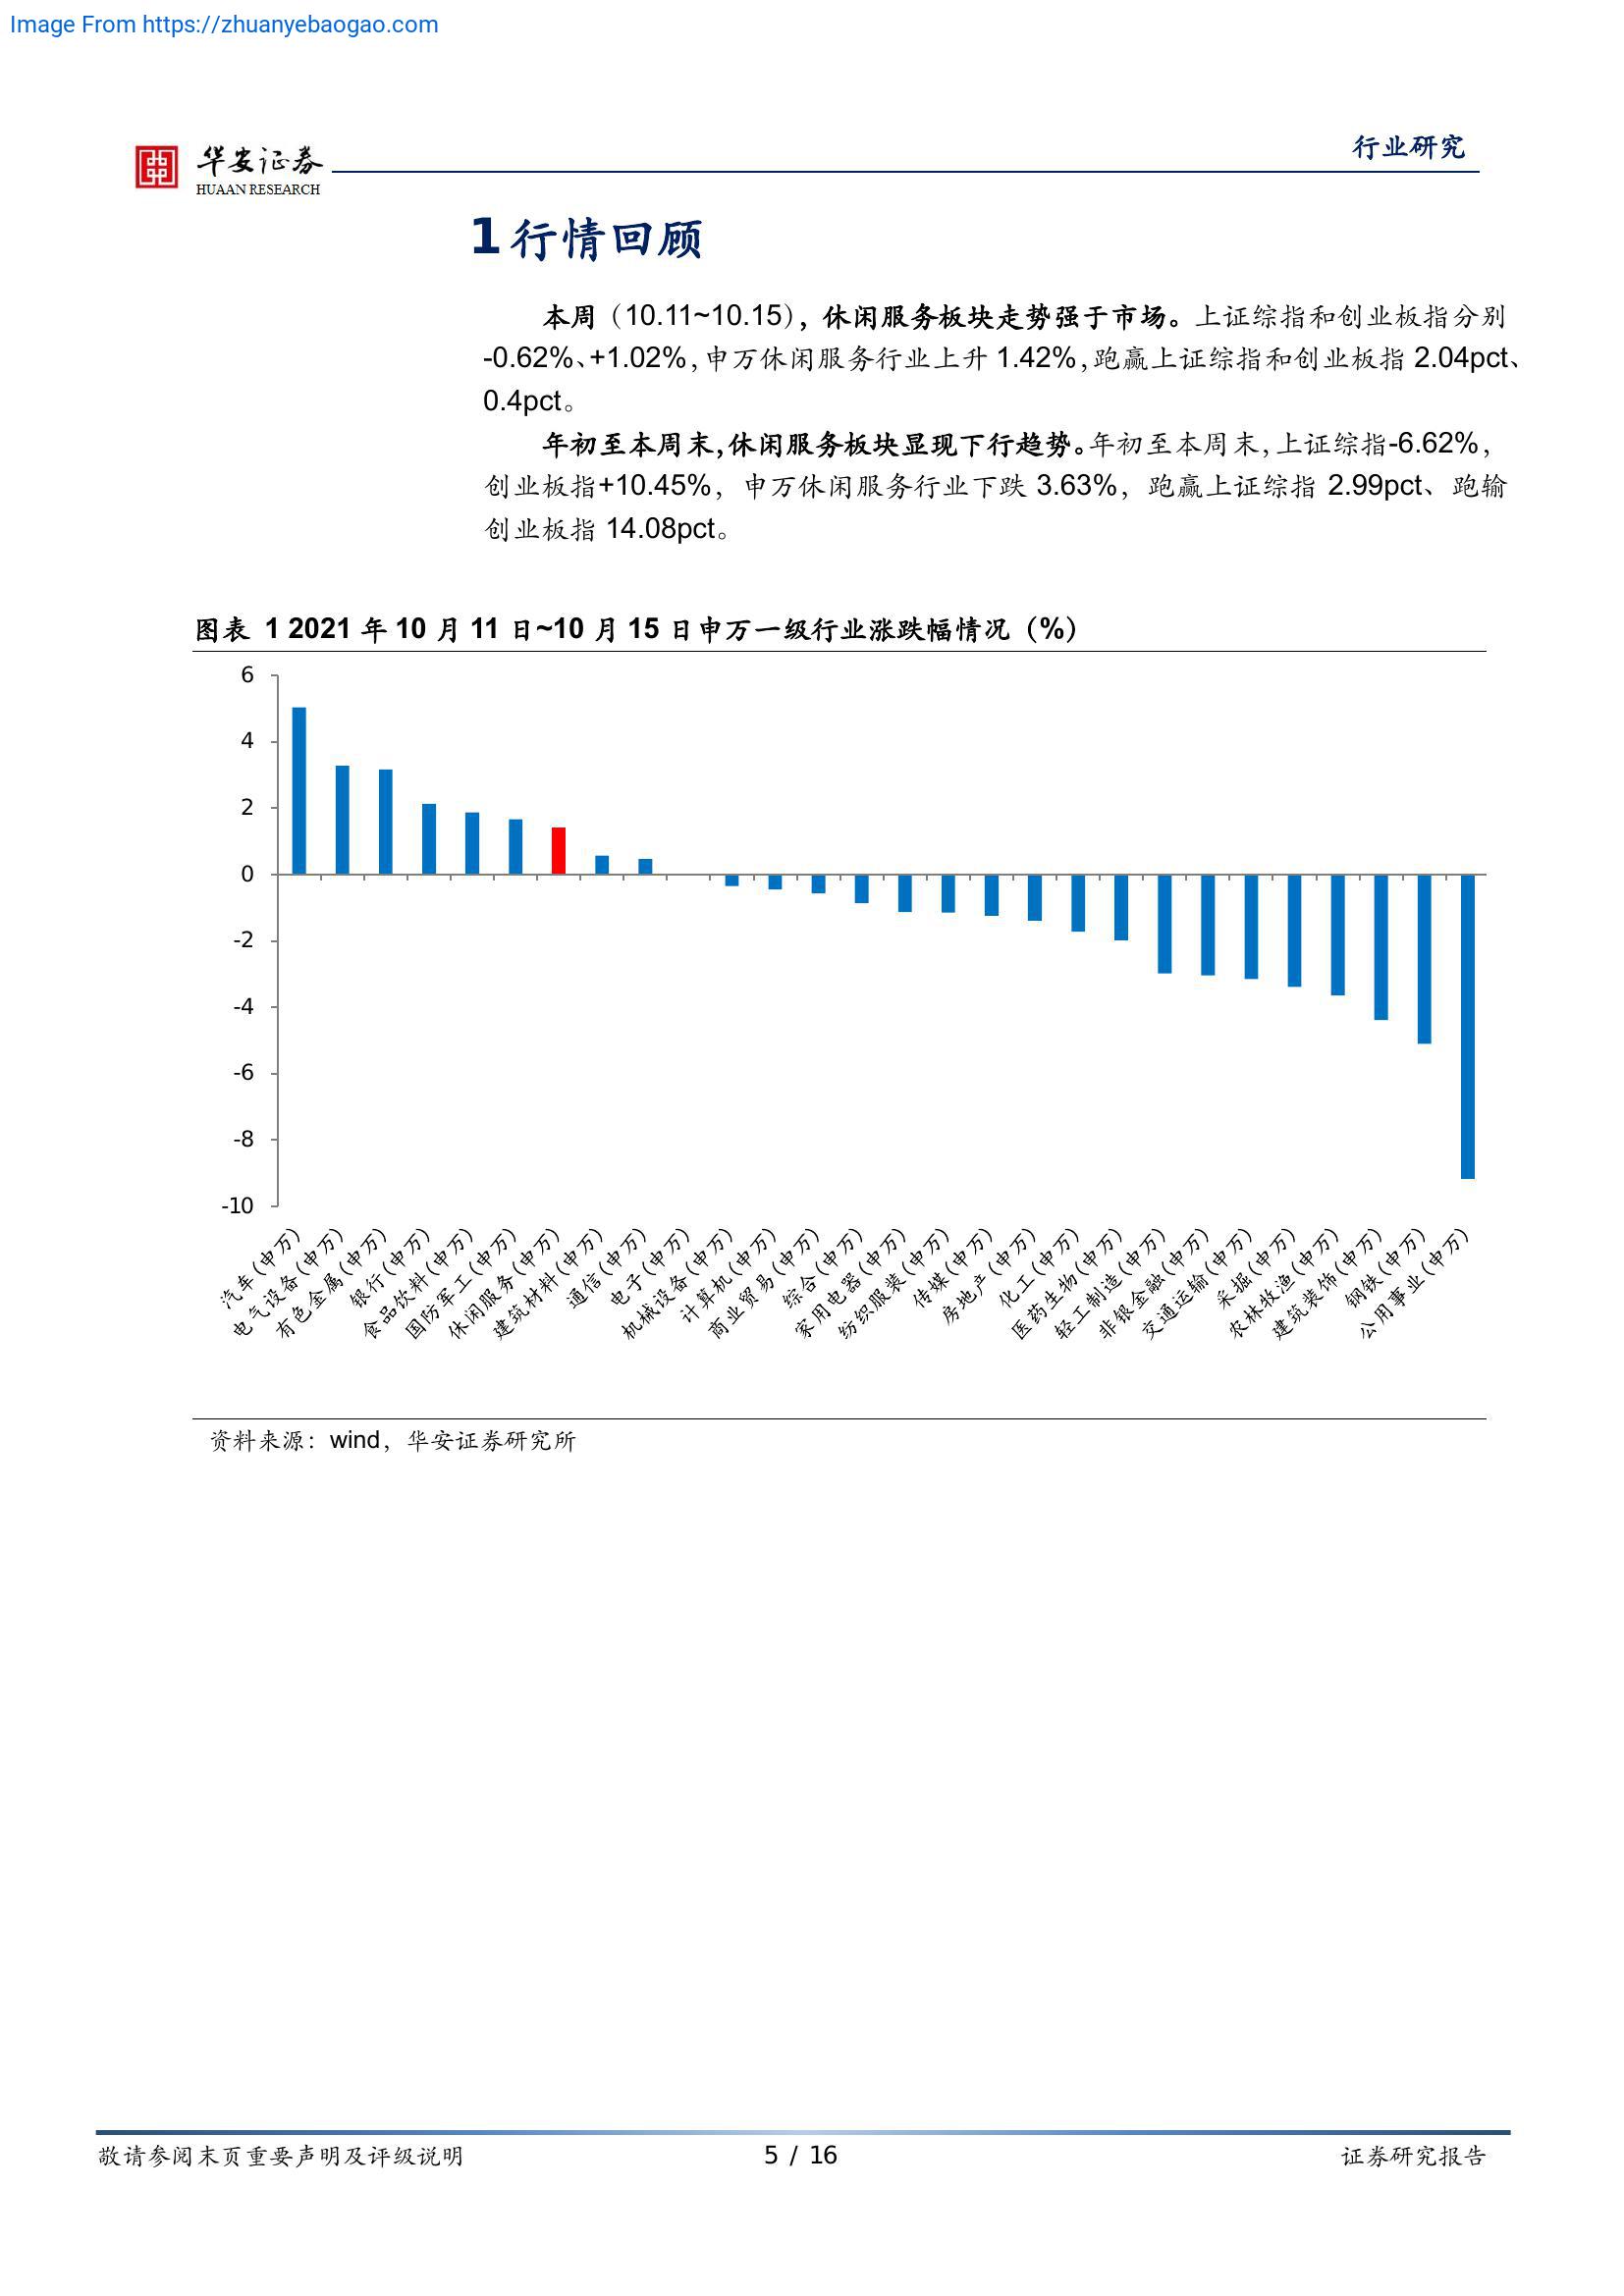 Image From https://zhuanyebaogao.com
华安证券
HUAAN RESEARCH
行业研究
1 行情回顾
本周（10.11~10.15），休闲服务板块走势强于市场。上证综指和创业板指分别
-0.62%、+1.02%，申万休闲服务行业上升 1.42%，跑赢上证综指和创业板指 2.04pct、
0.4pct。
年初至本周末，休闲服务板块显现下行趋势。年初至本周末，上证综指-6.62%，
创业板指+10.45%，申万休闲服务行业下跌 3.63%，跑赢上证综指 2.99pct、跑输
创业板指 14.08pct。
图表 1 2021 年 10 月 11 日~10 月 15 日申万一级行业涨跌幅情况（%）
6
4
2
0
-2
-4
-6
-8
-10
汽车(申万)
电气设备(申万)
有色金属(申万)
银行(申万)
食品饮料(申万)
国防军工(申万)
休闲服务(申万)
建筑材料(申万)
通信(申万)
电子(申万)
机械设备(申万)
计算机(申万)
商业贸易(申万)
综合(申万)
家用电器(申万)
纺织服装(申万)
传媒(申万)
房地产(申万)
化工(申万)
医药生物(申万)
轻工制造(申万)
非银金融(申万)
交通运输(申万)
采掘(申万)
农林牧渔(申万)
建筑装饰(申万)
钢铁(申万)
公用事业(申万)
资料来源：wind，华安证券研究所
敬请参阅末页重要声明及评级说明
5 / 16
证券研究报告